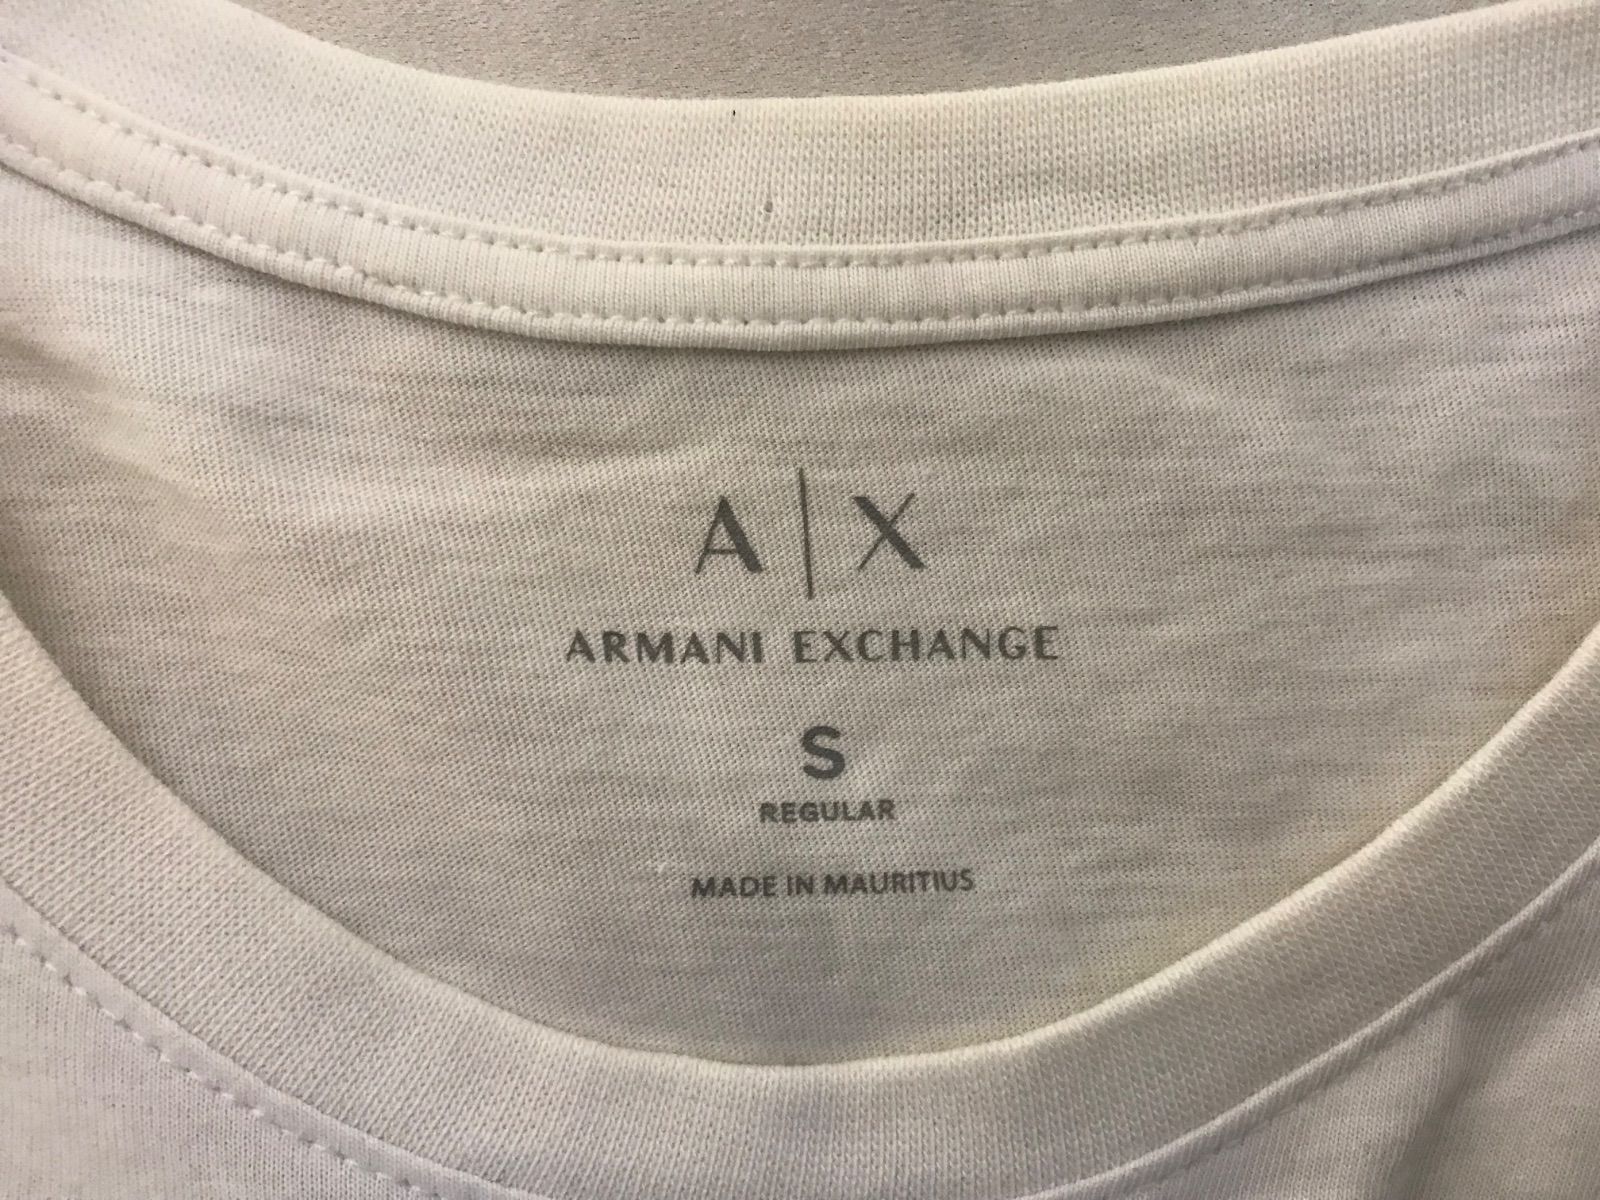 A|X
ARMANI EXCHANGE
S
REGULAR
MADE IN MAURITIUS